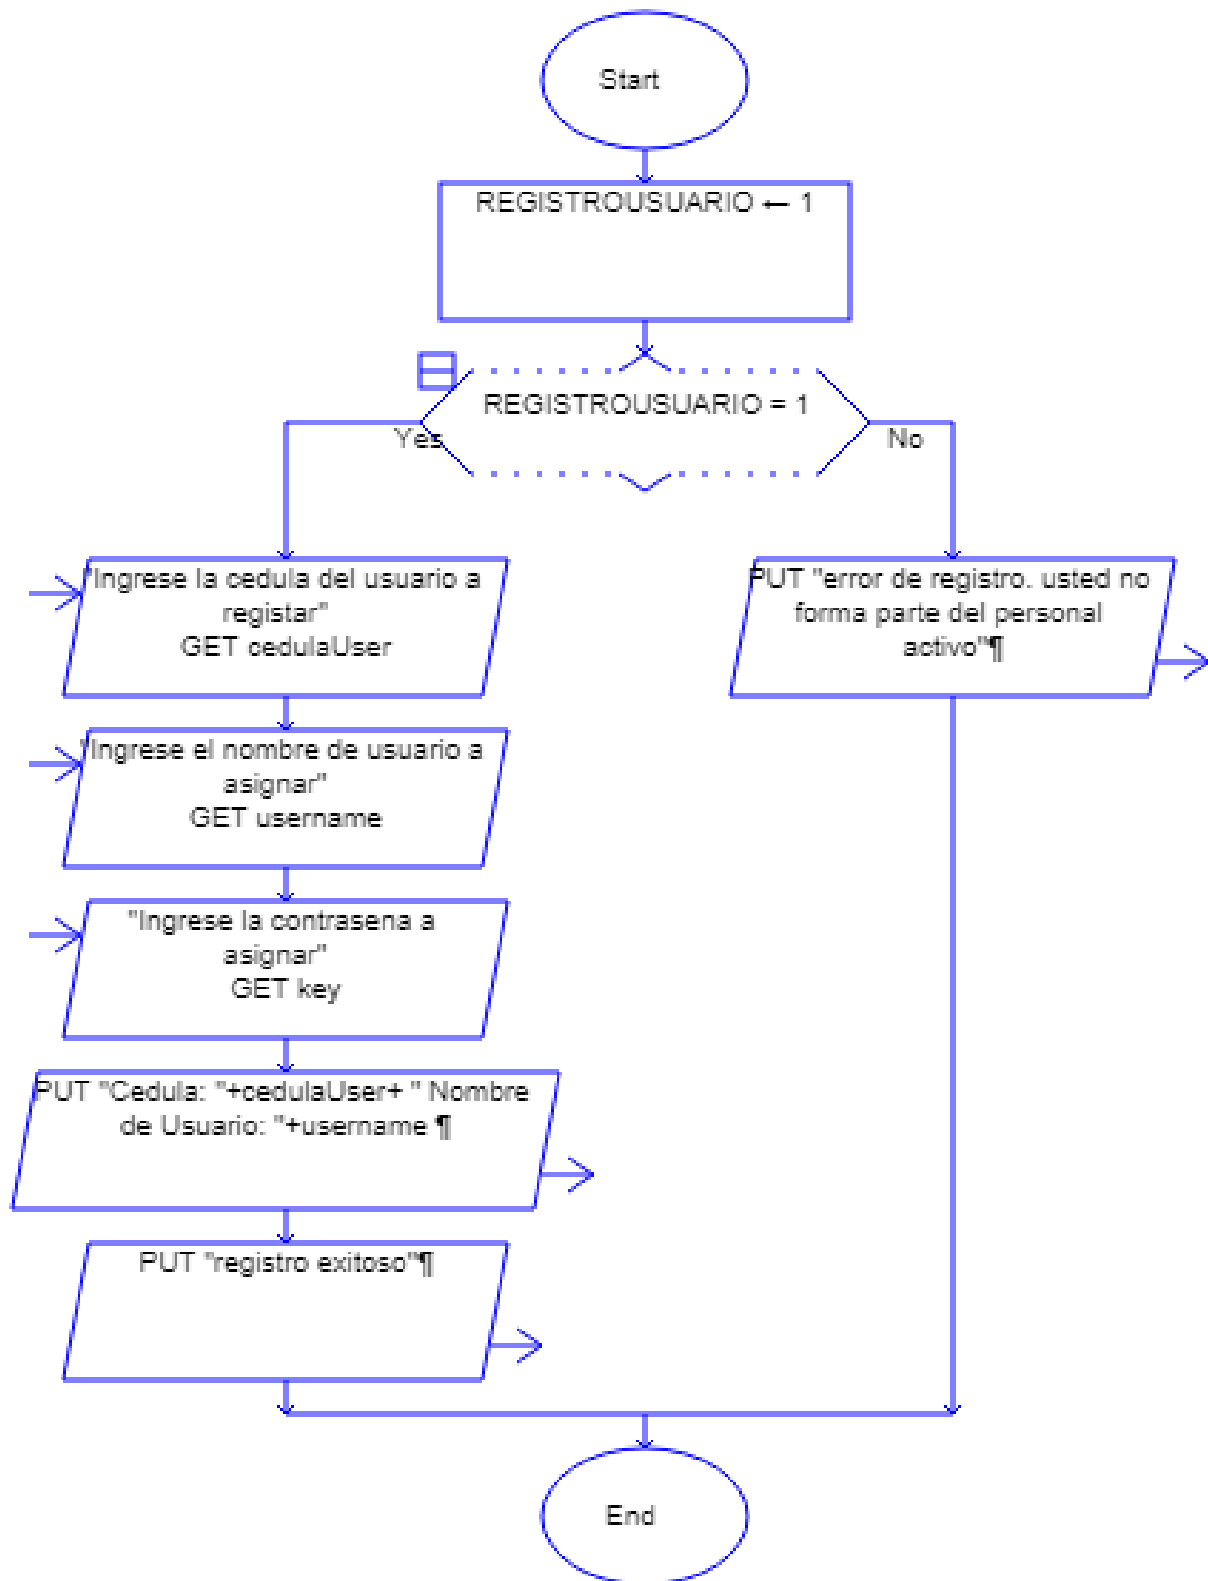 Start
REGISTROUSUARIO ← 1
REGISTROUSUARIO = 1
Yes
No
"Ingrese la cedula del usuario a
registar"
GET cedulaUser
PUT "error de registro. usted no
forma parte del personal
activo"¶
"Ingrese el nombre de usuario a
asignar"
GET username
"Ingrese la contrasena a
asignar"
GET key
PUT "Cedula: "+cedulaUser+ " Nombre
de Usuario: "+username ¶
PUT "registro exitoso"¶
End